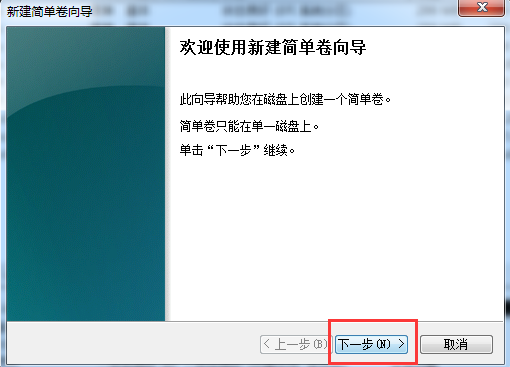 新建简单卷向导
欢迎使用新建简单卷向导
此向导帮助您在磁盘上创建一个简单卷。
简单卷只能在单一磁盘上。
单击“下一步”继续。
< 上一步(B) 下一步(N) > 取消